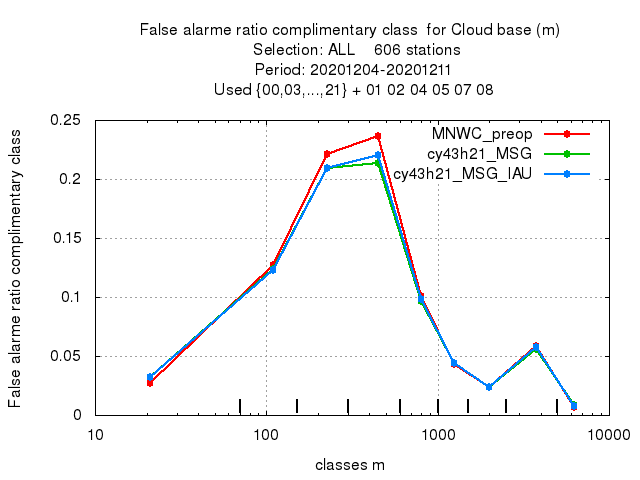 False alarme ratio complimentary class  for Cloud base (m)
Selection: ALL    606 stations
Period: 20201204-20201211
Used {00,03,...,21} + 01 02 04 05 07 08
MNWC_preop
cy43h21_MSG
cy43h21_MSG_IAU
False alarme ratio complimentary class
0.25
0.2
0.15
0.1
0.05
0
10
100
1000
10000
classes m